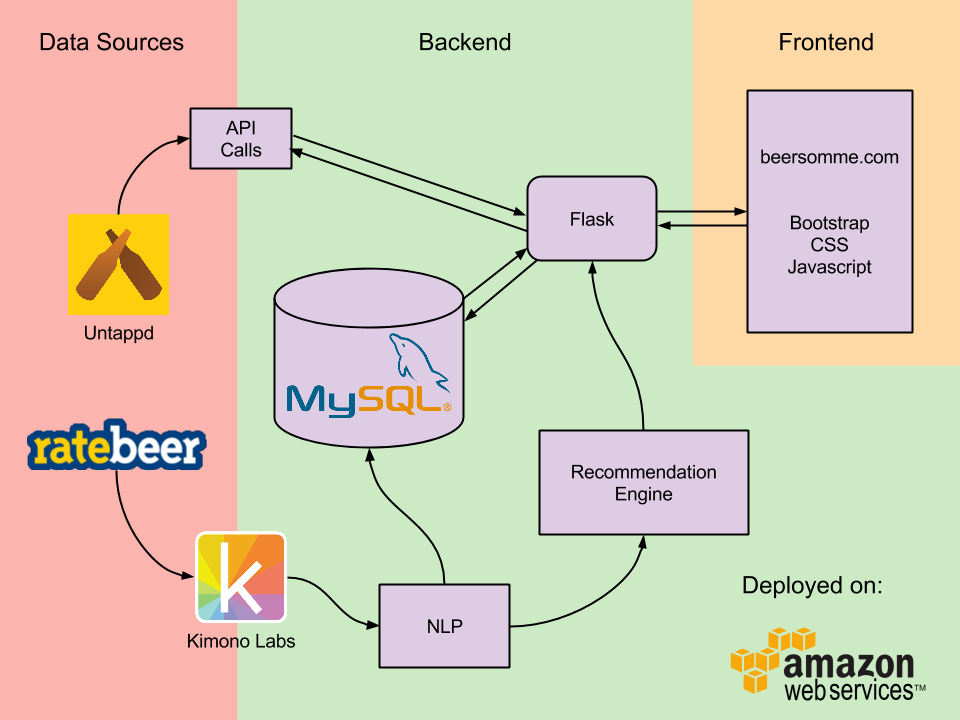 Data Sources
Backend
Frontend
API
Calls
beersomme.com
Flask
Bootstrap
CSS
Javascript
Untappd
MySQL®
ratebeer
Recommendation
Engine
k
Kimono Labs
NLP
Deployed on:
amazon
web services™